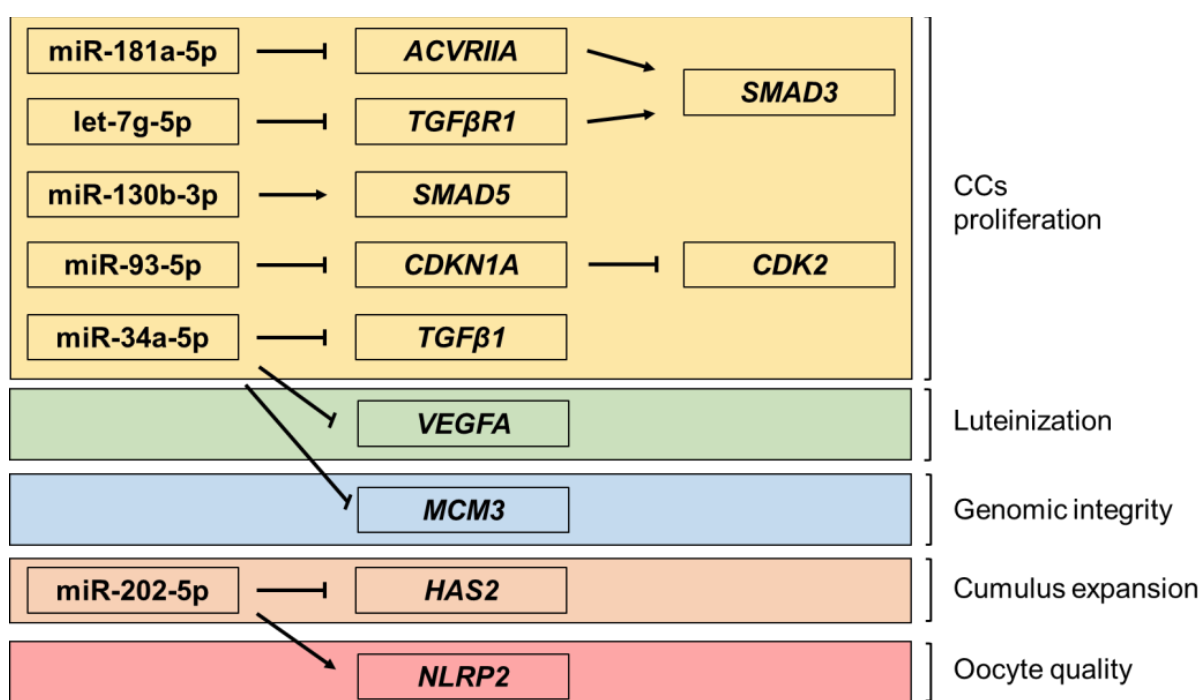 miR-181a-5p
ACVRIIA
SMAD3
let-7g-5p
TGFβR1
miR-130b-3p
SMAD5
miR-93-5p
CDKN1A
CDK2
miR-34a-5p
TGFβ1
CCs
proliferation
VEGFA
Luteinization
MCM3
Genomic integrity
miR-202-5p
HAS2
Cumulus expansion
NLRP2
Oocyte quality